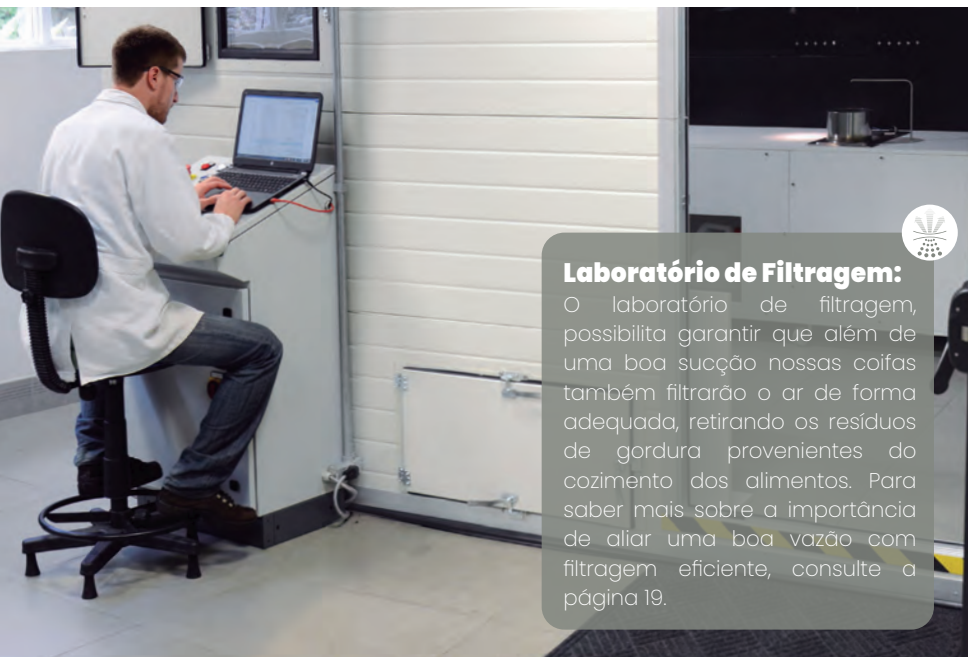 Laboratório de Filtragem:
O laboratório de filtragem,
possibilita garantir que além de
uma boa sucção nossas coifas
também filtrarão o ar de forma
adequada, retirando os resíduos
de gordura provenientes do
cozimento dos alimentos. Para
saber mais sobre a importância
de aliar uma boa vazão com
filtragem eficiente, consulte a
página 19.